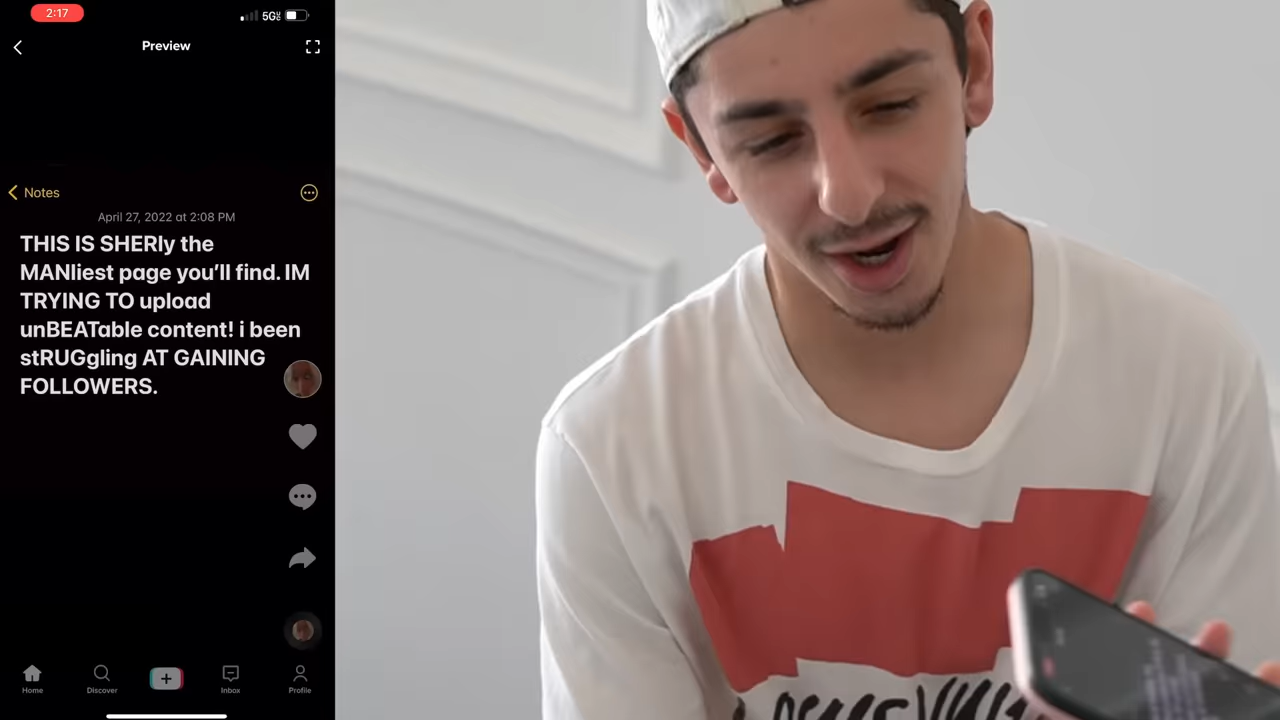 2:17
5G
Preview
Notes
April 27, 2022 at 2:08 PM
THIS IS SHERly the
MANliest page you'll find. IM
TRYING TO upload
unBEATable content! i been
stRUGgling AT GAINING
FOLLOWERS.
Home
Discover
Inbox
Profile